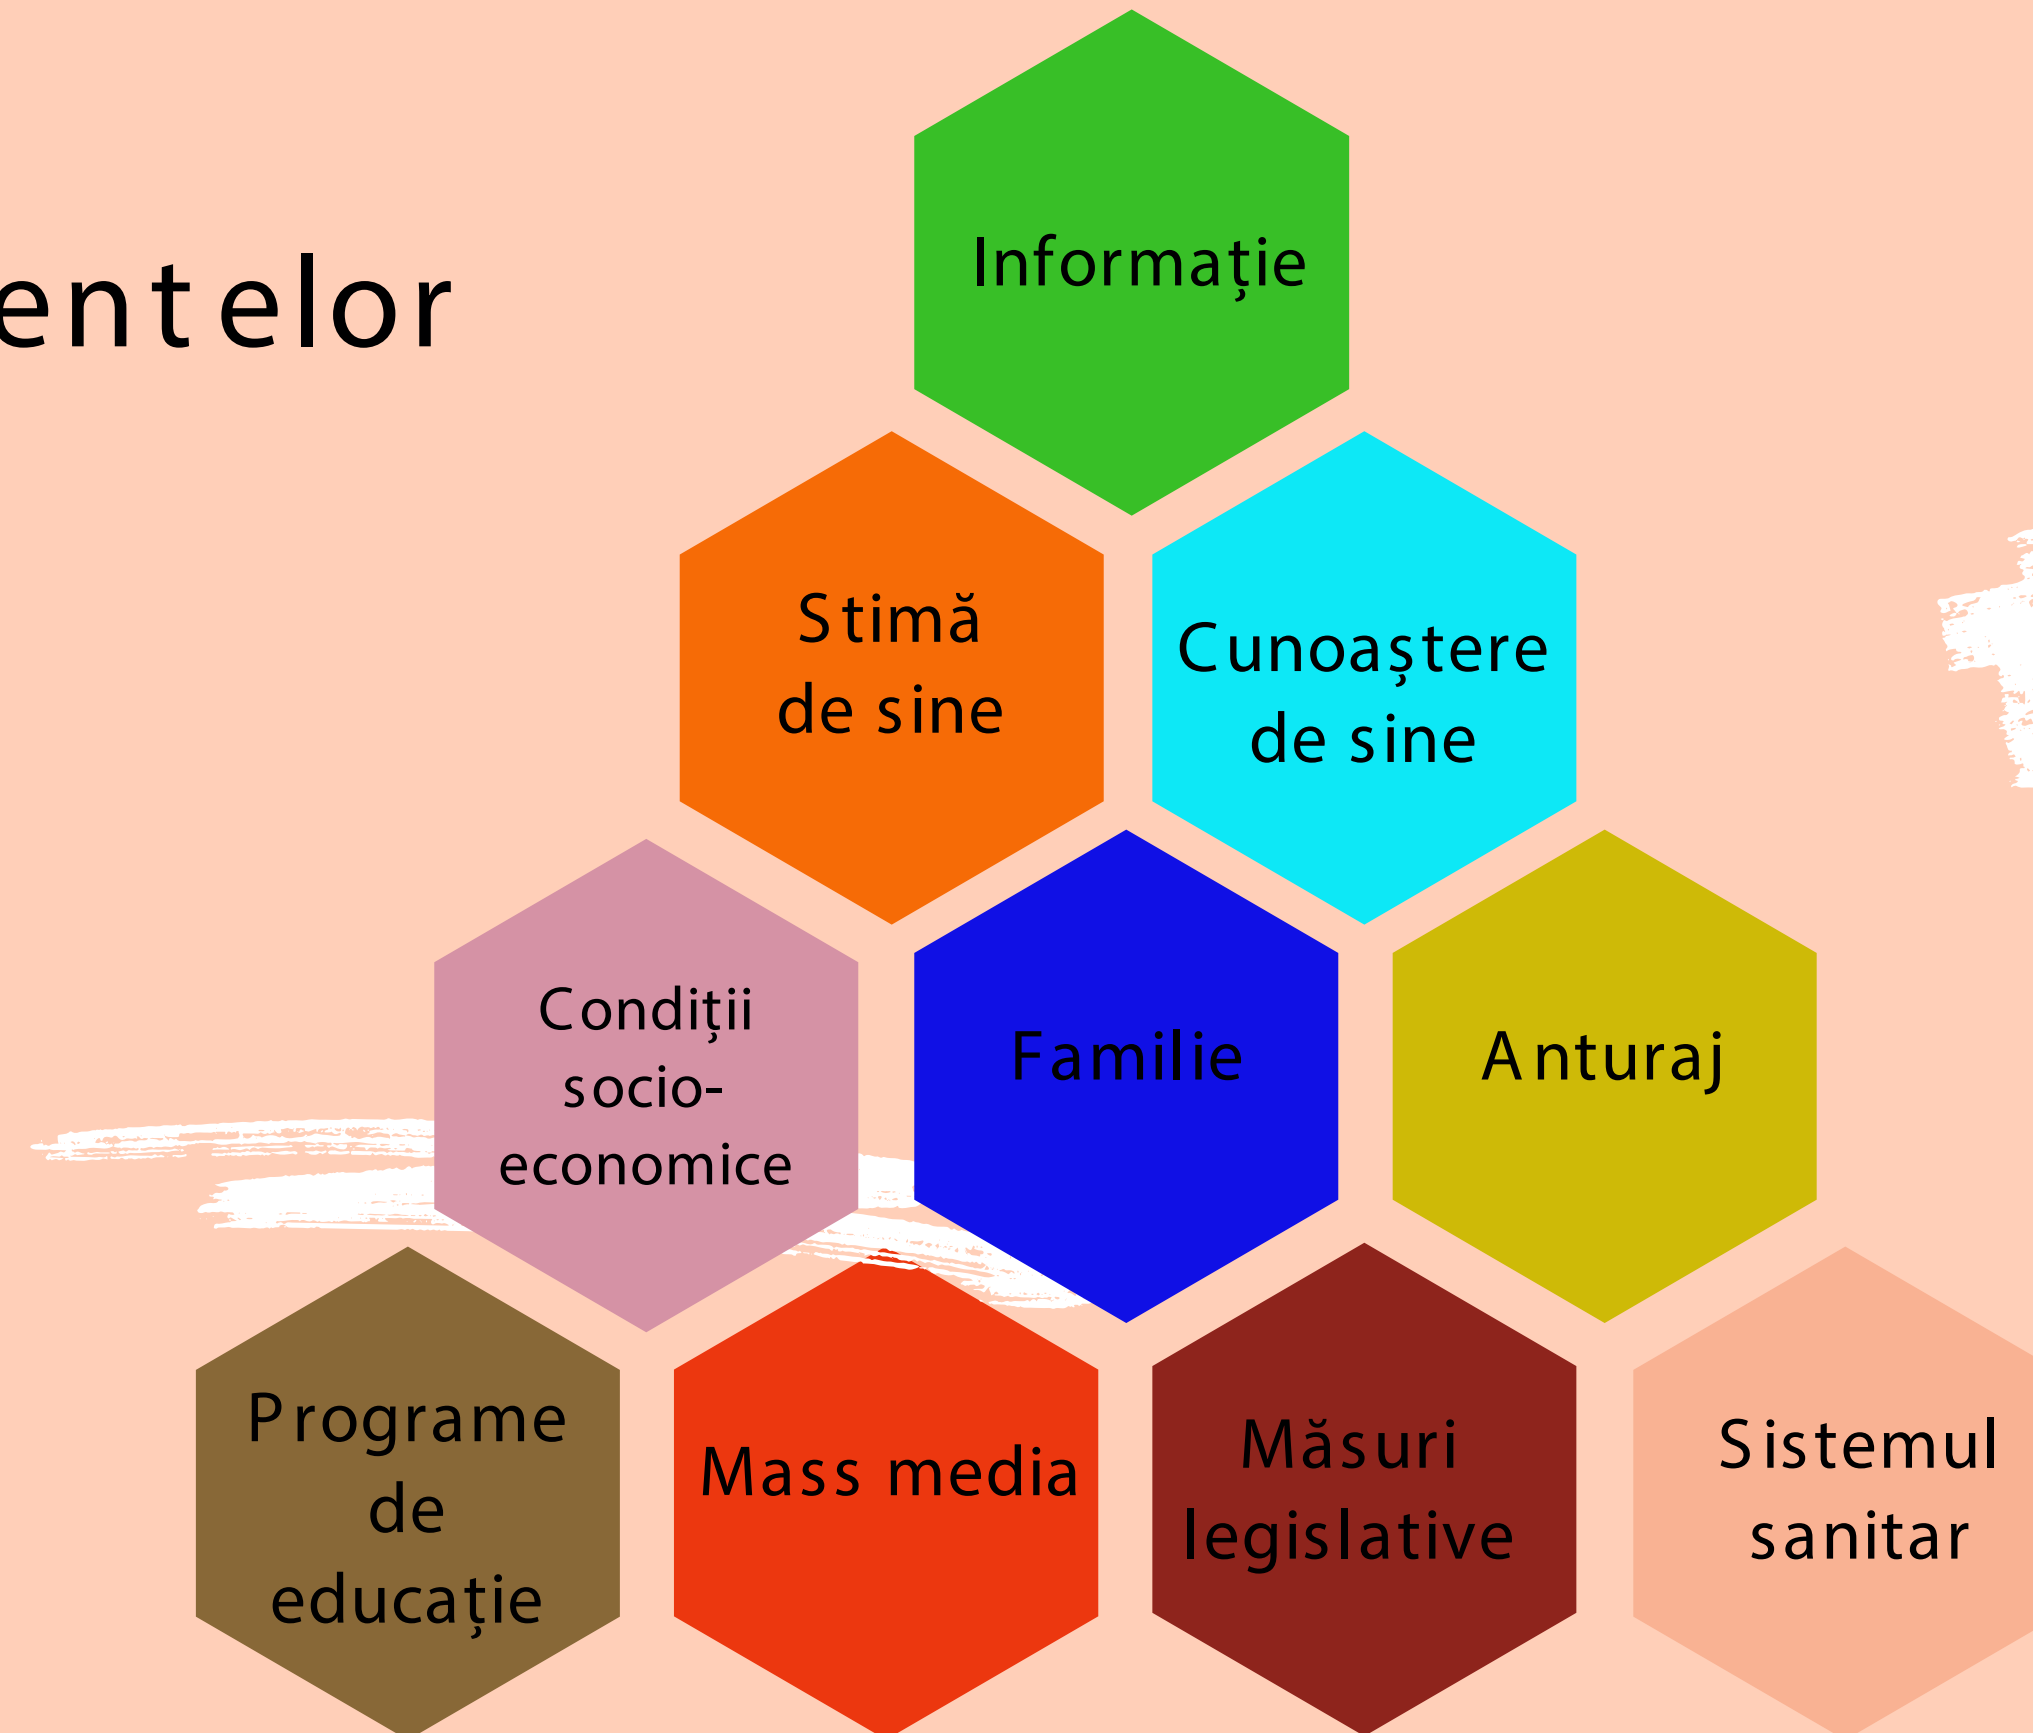 Informație
entelor
Stimă
de sine
Cunoaștere
de sine
Condiții
socio-
economice
Familie
Anturaj
Programe
de
educație
Mass media
Măsuri
legislative
Sistemul
sanitar